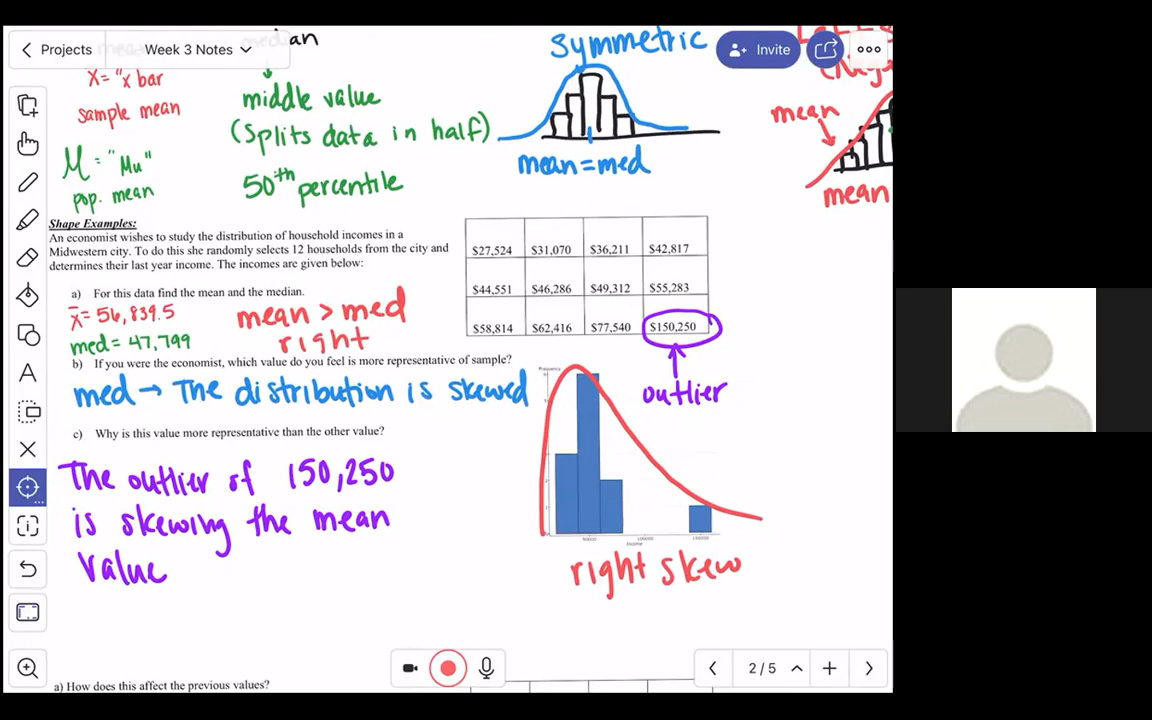 Projects
Week 3 Notes
Invite
symmetric
x̄= "x bar
sample mean
middle value
(splits data in half)
M = "Mu"
pop. mean
50th percentile
mean = med
mean
mean
Shape Examples:
An economist wishes to study the distribution of household incomes in a
Midwestern city. To do this she randomly selects 12 households from the city and
determines their last year income. The incomes are given below:
$27,524 $31,070 $36,211 $42,817
$44,551 $46,286 $49,312 $55,283
$58,814 $62,416 $77,540 $150,250
a) For this data find the mean and the median.
x̄= 56,839.5
med = 47,799
mean > med
right
outlier
b) If you were the economist, which value do you feel is more representative of sample?
med → The distribution is skewed
c) Why is this value more representative than the other value?
The outlier of 150,250
is skewing the mean
value
Frequency
50000 100000 150000
Income
right skew
2/5
a) How does this affect the previous values?